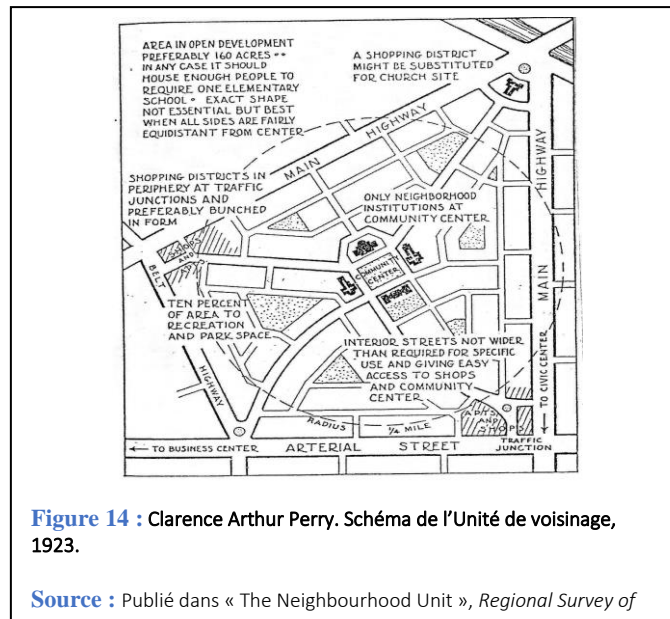 AREA IN OPEN DEVELOPMENT
PREFERABLY 160 ACRES ••
IN ANY CASE IT SHOULD
HOUSE ENOUGH PEOPLE TO
REQUIRE ONE ELEMENTARY
SCHOOL • EXACT SHAPE
NOT ESSENTIAL BUT BEST
WHEN ALL SIDES ARE FAIRLY
EQUIDISTANT FROM CENTER
A SHOPPING DISTRICT
MIGHT BE SUBSTITUTED
FOR CHURCH SITE
MAIN HIGHWAY
HIGHWAY MAIN
SHOPPING DISTRICTS IN
PERIPHERY AT TRAFFIC
JUNCTIONS AND
PREFERABLY BUNCHED
IN FORM
ONLY NEIGHBORHOOD
INSTITUTIONS AT
COMMUNITY CENTER
SHOPS
AND
BELT
HIGHWAY
COMMUNITY
CENTER
TEN PERCENT
OF AREA TO
RECREATION
AND PARK SPACE
INTERIOR STREETS NOT WIDER
THAN REQUIRED FOR SPECIFIC
USE AND GIVING EASY
ACCESS TO SHOPS
AND COMMUNITY
CENTER
→ TO CIVIC CENTER
RADIUS ¼ MILE
APTS
AND
SHOPS
TRAFFIC
JUNCTION
← TO BUSINESS CENTER ARTERIAL STREET
Figure 14 : Clarence Arthur Perry. Schéma de l’Unité de voisinage,
1923.
Source : Publié dans « The Neighbourhood Unit », Regional Survey of